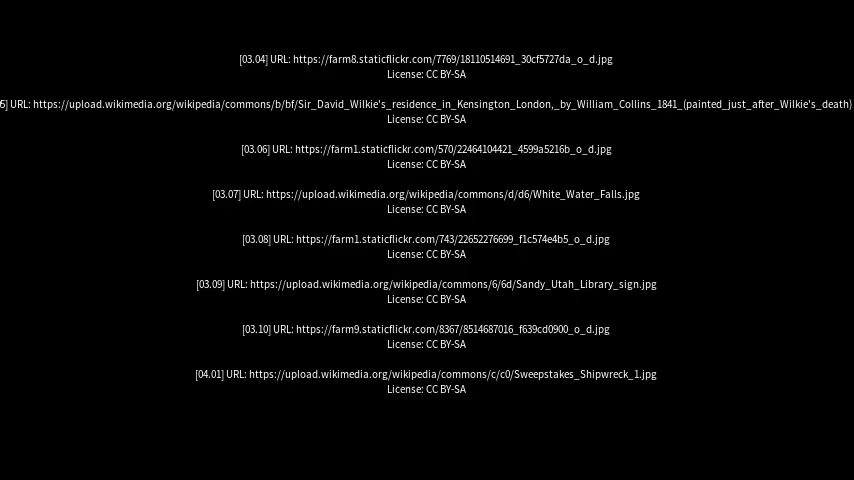 [03.04] URL: https://farm8.staticflickr.com/7769/18110514691_30cf5727da_o_d.jpg
License: CC BY-SA
5] URL: https://upload.wikimedia.org/wikipedia/commons/b/bf/Sir_David_Wilkie's_residence_in_Kensington_London,_by_William_Collins_1841_(painted_just_after_Wilkie's_death)
License: CC BY-SA
[03.06] URL: https://farm1.staticflickr.com/570/22464104421_4599a5216b_o_d.jpg
License: CC BY-SA
[03.07] URL: https://upload.wikimedia.org/wikipedia/commons/d/d6/White_Water_Falls.jpg
License: CC BY-SA
[03.08] URL: https://farm1.staticflickr.com/743/22652276699_f1c574e4b5_o_d.jpg
License: CC BY-SA
[03.09] URL: https://upload.wikimedia.org/wikipedia/commons/6/6d/Sandy_Utah_Library_sign.jpg
License: CC BY-SA
[03.10] URL: https://farm9.staticflickr.com/8367/8514687016_f639cd0900_o_d.jpg
License: CC BY-SA
[04.01] URL: https://upload.wikimedia.org/wikipedia/commons/c/c0/Sweepstakes_Shipwreck_1.jpg
License: CC BY-SA